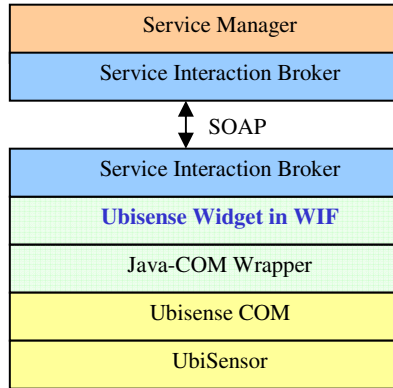 Service Manager
Service Interaction Broker
SOAP
Service Interaction Broker
Ubisense Widget in WIF
Java-COM Wrapper
Ubisense COM
UbiSensor